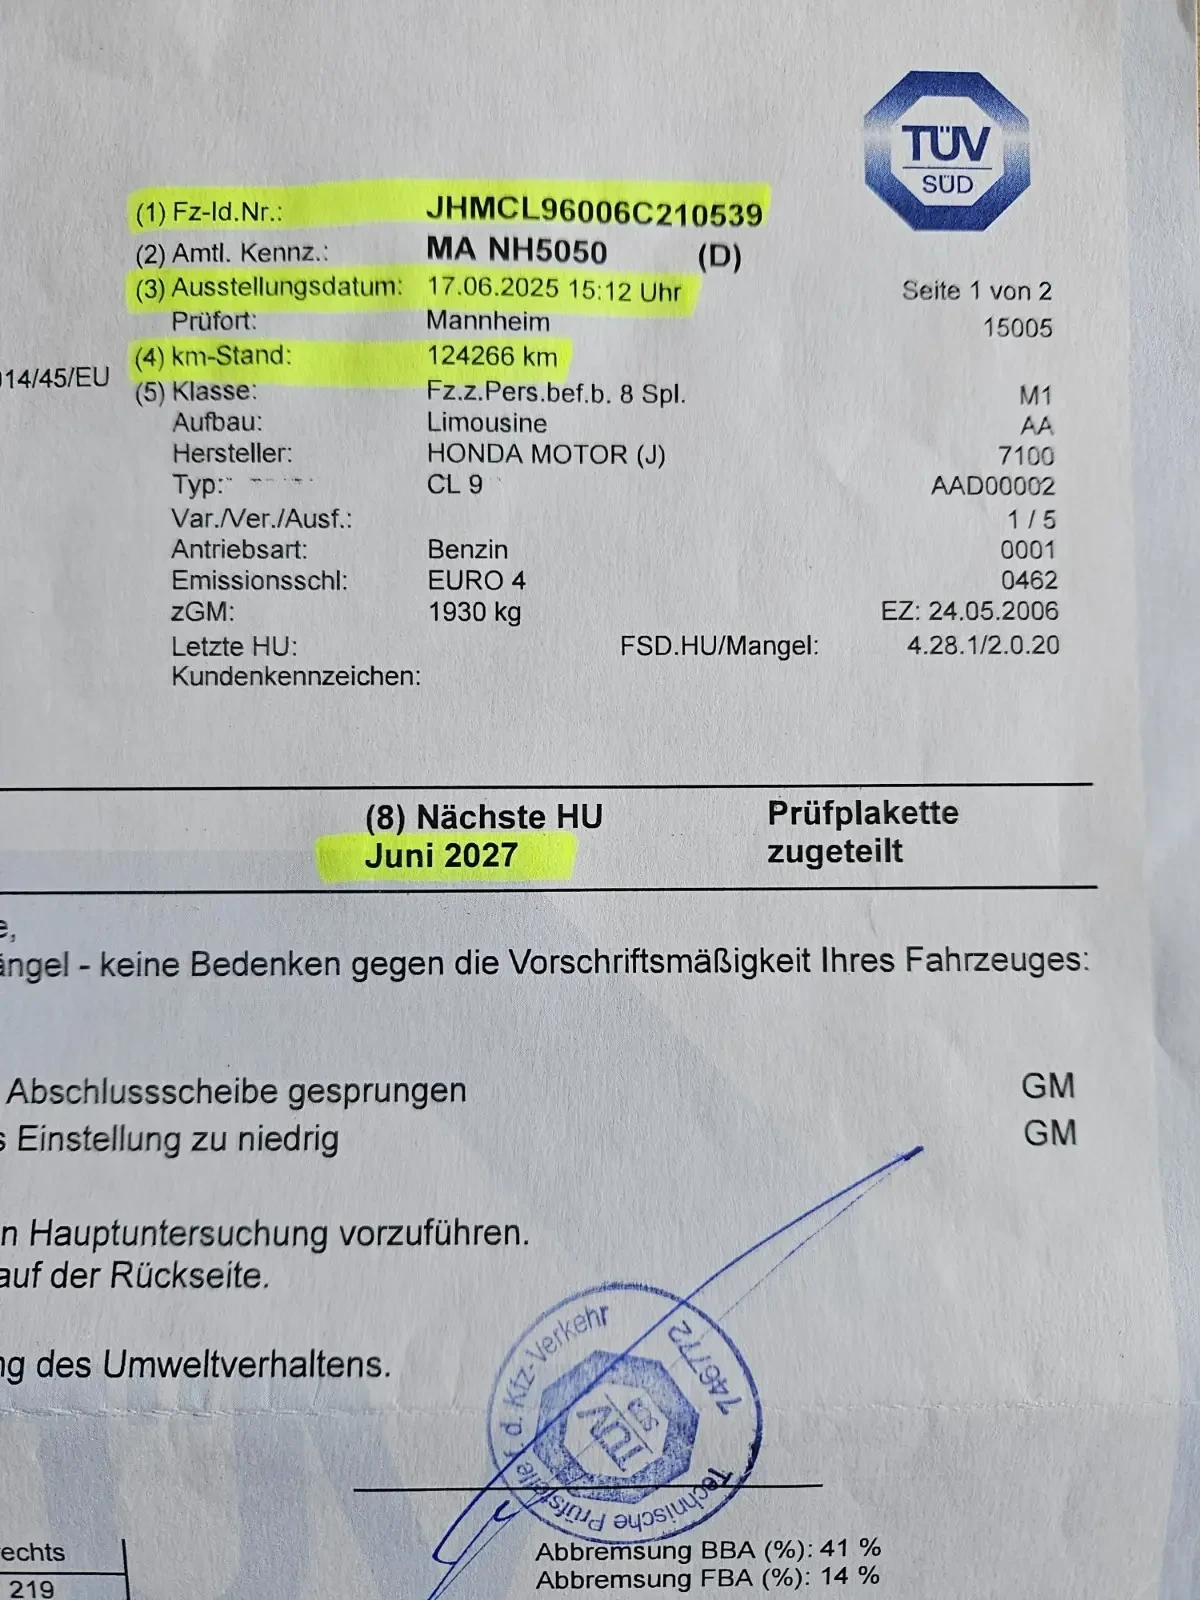 TÜV
SÜD
(1) Fz-Id.Nr.: JHMCL96006C210539
(2) Amtl. Kennz.: MA NH5050 (D)
(3) Ausstellungsdatum: 17.06.2025 15:12 Uhr Seite 1 von 2
Prüfort: Mannheim 15005
(4) km-Stand: 124266 km
014/45/EU
(5) Klasse: Fz.z.Pers.bef.b. 8 Spl. M1
Aufbau: Limousine AA
Hersteller: HONDA MOTOR (J) 7100
Typ: CL 9 AAD00002
Var./Ver./Ausf.: 1 / 5
Antriebsart: Benzin 0001
Emissionsschl: EURO 4 0462
zGM: 1930 kg EZ: 24.05.2006
Letzte HU: FSD.HU/Mangel: 4.28.1/2.0.20
Kundenkennzeichen:
(8) Nächste HU Prüfplakette
Juni 2027 zugeteilt
e,
ängel - keine Bedenken gegen die Vorschriftsmäßigkeit Ihres Fahrzeuges:
Abschlussscheibe gesprungen GM
s Einstellung zu niedrig GM
n Hauptuntersuchung vorzuführen.
auf der Rückseite.
ng des Umweltverhaltens.
Technische Prüfstelle f. d. Kfz-Verkehr
746772
TÜV
SÜD
echts
219
Abbremsung BBA (%): 41 %
Abbremsung FBA (%): 14 %